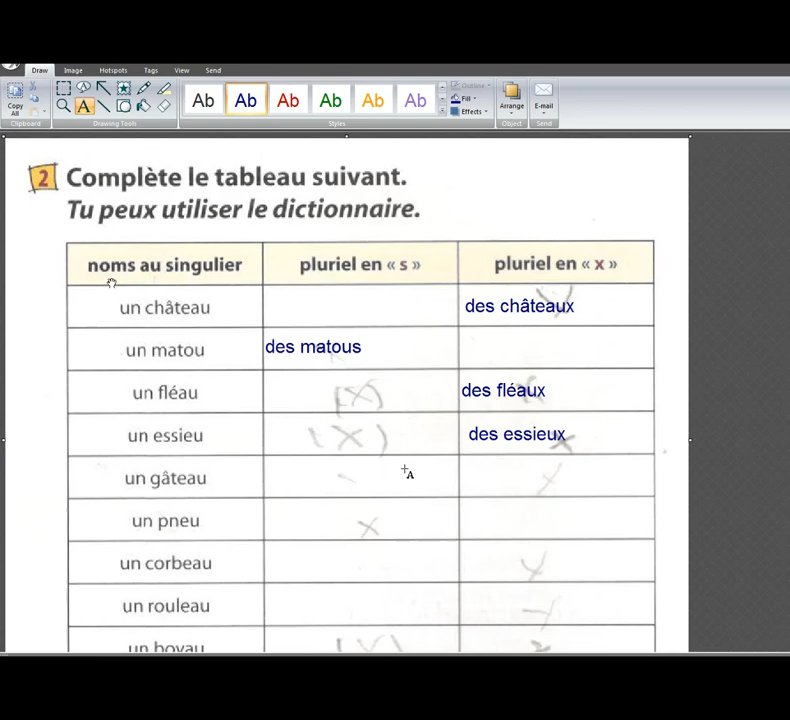 Draw Image Hotspots Tags View Send
Copy All
Ab Ab Ab Ab Ab Ab
Outline
Fill
Effects
Arrange
E-mail
Clipboard Drawing Tools Styles Object Send
2 Complète le tableau suivant.
Tu peux utiliser le dictionnaire.
noms au singulier pluriel en « s » pluriel en « x »
un château des châteaux
un matou des matous
un fléau (X) des fléaux
un essieu (X) des essieux x
un gâteau x
un pneu x
un corbeau x
un rouleau x
un boyau